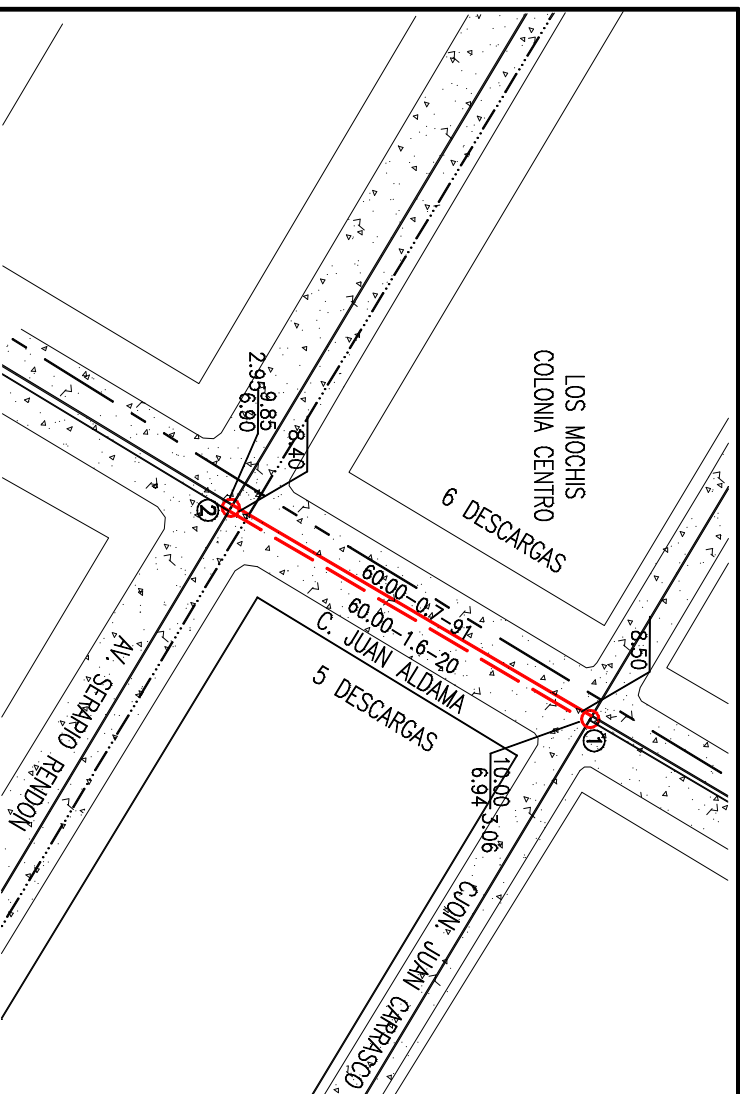 LOS MOCHIS
COLONIA CENTRO
6 DESCARGAS
8.50
1
10.00
3.06
6.94
60.00-0.7-91
60.00-1.6-20
C. JUAN ALDAMA
5 DESCARGAS
8.40
9.85
2.95
6.90
2
AV. SERAPIO RENDON
CJON. JUAN CARRASCO